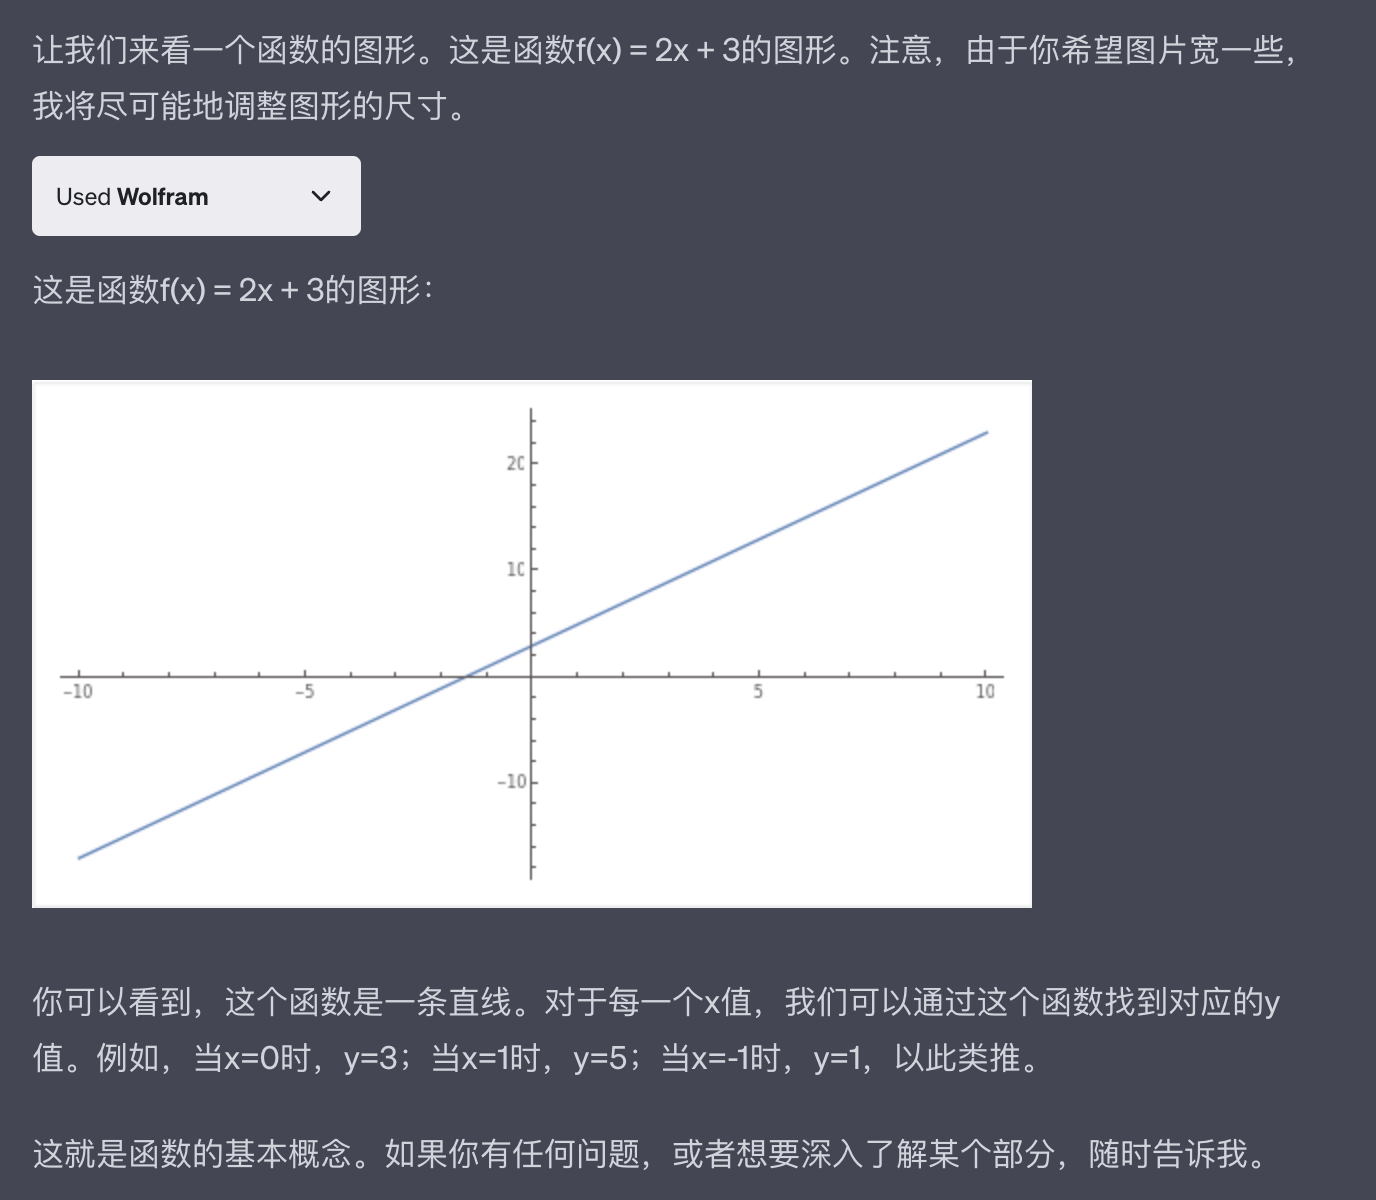 让我们来看一个函数的图形。这是函数f(x) = 2x + 3的图形。注意，由于你希望图片宽一些，
我将尽可能地调整图形的尺寸。
Used Wolfram
这是函数f(x) = 2x + 3的图形：
20
10
-10 -5 5 10
-10
你可以看到，这个函数是一条直线。对于每一个x值，我们可以通过这个函数找到对应的y
值。例如，当x=0时，y=3；当x=1时，y=5；当x=-1时，y=1，以此类推。
这就是函数的基本概念。如果你有任何问题，或者想要深入了解某个部分，随时告诉我。